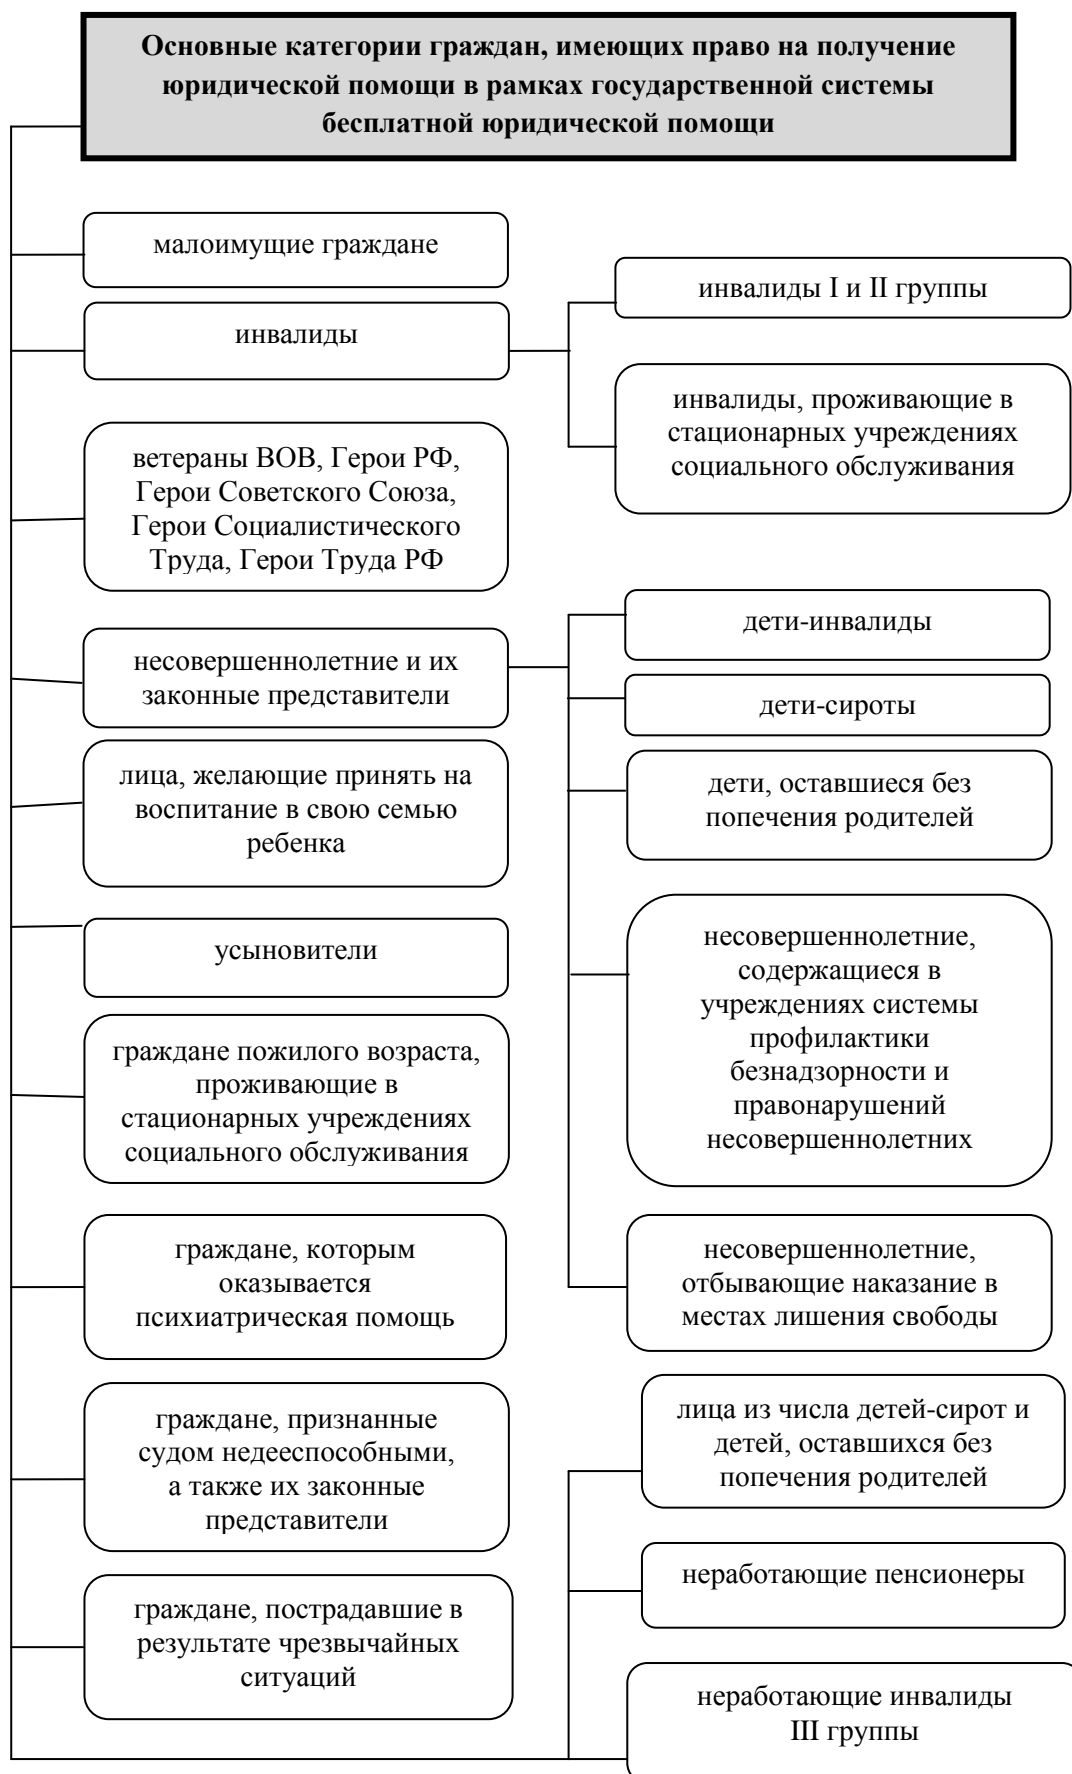 Основные категории граждан, имеющих право на получение
юридической помощи в рамках государственной системы
бесплатной юридической помощи
малоимущие граждане
инвалиды
инвалиды I и II группы
инвалиды, проживающие в
стационарных учреждениях
социального обслуживания
ветераны ВОВ, Герои РФ,
Герои Советского Союза,
Герои Социалистического
Труда, Герои Труда РФ
несовершеннолетние и их
законные представители
дети-инвалиды
дети-сироты
дети, оставшиеся без
попечения родителей
несовершеннолетние,
содержащиеся в
учреждениях системы
профилактики
безнадзорности и
правонарушений
несовершеннолетних
несовершеннолетние,
отбывающие наказание в
местах лишения свободы
лица, желающие принять на
воспитание в свою семью
ребенка
усыновители
граждане пожилого возраста,
проживающие в
стационарных учреждениях
социального обслуживания
граждане, которым
оказывается
психиатрическая помощь
граждане, признанные
судом недееспособными,
а также их законные
представители
граждане, пострадавшие в
результате чрезвычайных
ситуаций
лица из числа детей-сирот и
детей, оставшихся без
попечения родителей
неработающие пенсионеры
неработающие инвалиды
III группы